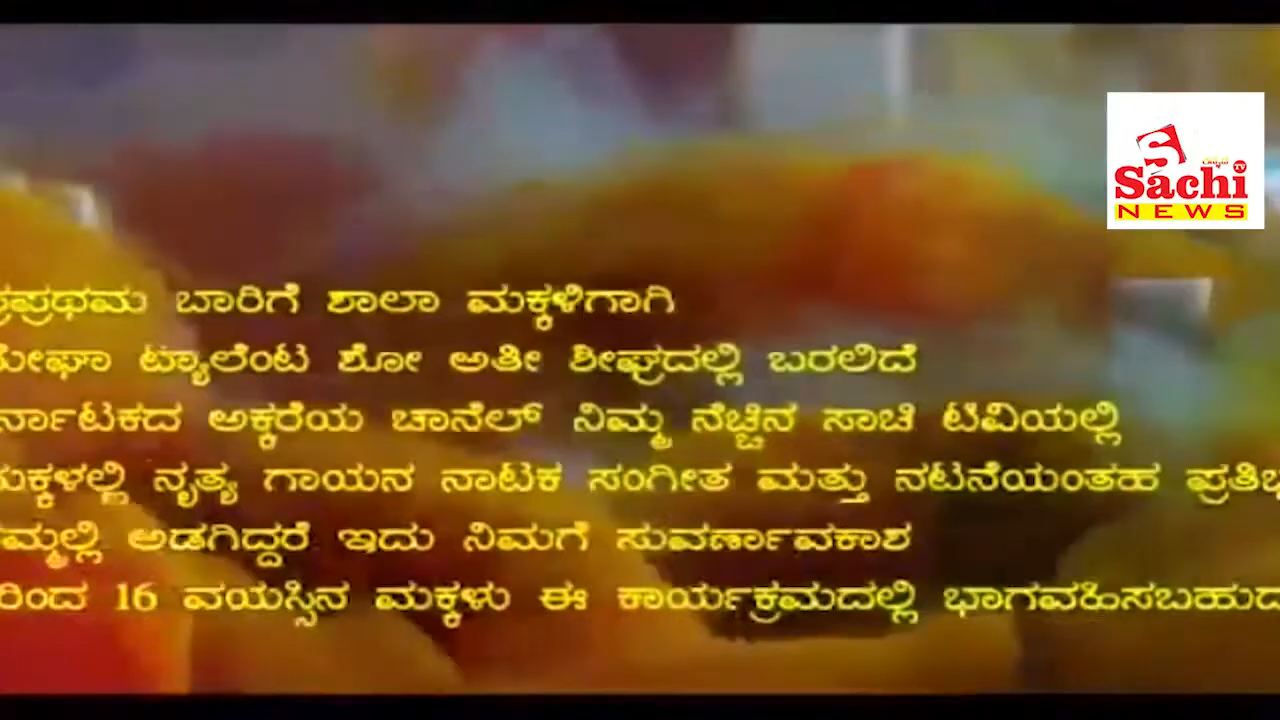 Sachi TV
NEWS
ಬಾರಿಗೆ ಶಾಲಾ ಮಕ್ಕಳಿಗಾಗಿ
ಟ್ಯಾಲೆಂಟ ಶೋ ಅತೀ ಶೀಘ್ರದಲ್ಲಿ ಬರಲಿದೆ
ಅಕ್ಕರೆಯ ಚಾನೆಲ್ ನಿಮ್ಮ ನೆಚ್ಚಿನ ಸಾಚಿ ಟಿವಿಯಲ್ಲಿ
ನೃತ್ಯ ಗಾಯನ ನಾಟಕ ಸಂಗೀತ ಮತ್ತು ನಟನೆಯಂತಹ
ಅಡಗಿದ್ದರೆ ಇದು ನಿಮಗೆ ಸುವರ್ಣಾವಕಾಶ
16 ವಯಸ್ಸಿನ ಮಕ್ಕಳು ಈ ಕಾರ್ಯಕ್ರಮದಲ್ಲಿ